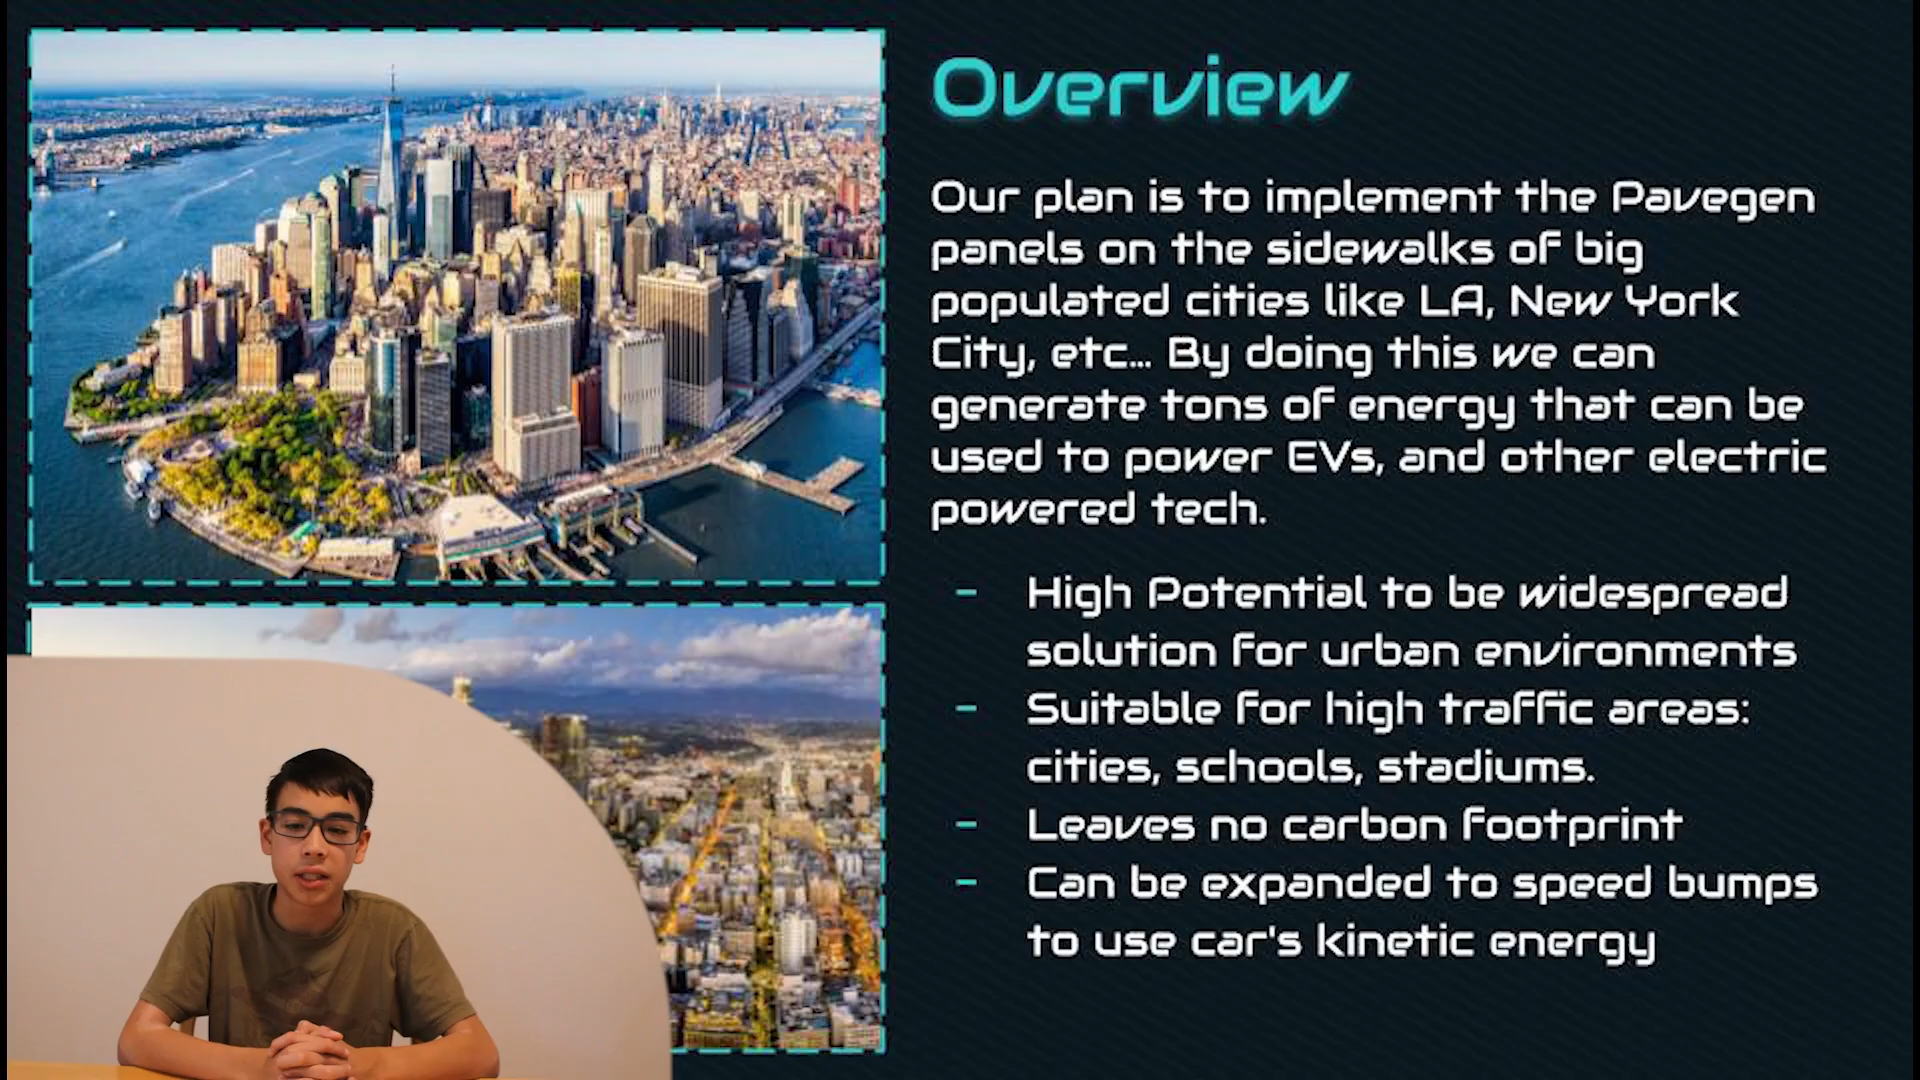 Overview
Our plan is to implement the Pavegen
panels on the sidewalks of big
populated cities like LA, New York
City, etc... By doing this we can
generate tons of energy that can be
used to power EVs, and other electric
powered tech.
- High Potential to be widespread
solution for urban environments
- Suitable for high traffic areas:
cities, schools, stadiums.
- Leaves no carbon footprint
- Can be expanded to speed bumps
to use car's kinetic energy